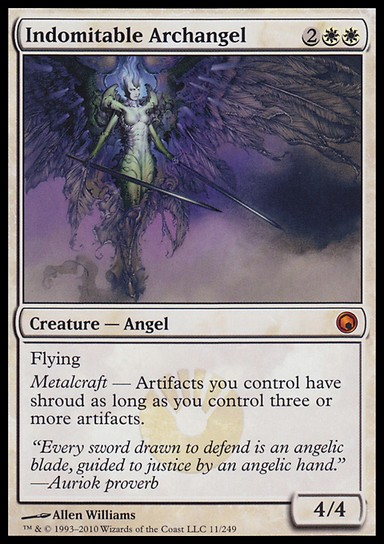 Indomitable Archangel 2
Creature — Angel
Flying
Metalcraft — Artifacts you control have
shroud as long as you control three or
more artifacts.
“Every sword drawn to defend is an angelic
blade, guided to justice by an angelic hand.”
—Auriok proverb
4/4
Allen Williams
™ & © 1993–2010 Wizards of the Coast LLC 11/249